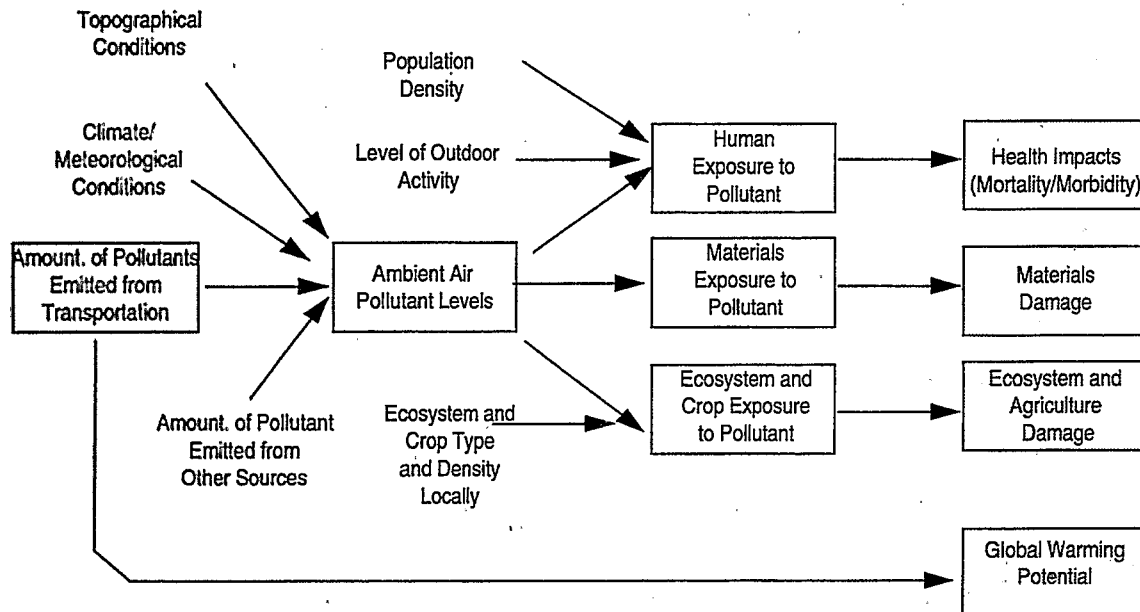 Topographical
Conditions
Climate/
Meteorological
Conditions
Amount. of Pollutants
Emitted from
Transportation
Amount. of Pollutant
Emitted from
Other Sources
Ambient Air
Pollutant Levels
Population
Density
Level of Outdoor
Activity
Ecosystem and
Crop Type
and Density
Locally
Human
Exposure to
Pollutant
Materials
Exposure to
Pollutant
Ecosystem and
Crop Exposure
to Pollutant
Health Impacts
(Mortality/Morbidity)
Materials
Damage
Ecosystem and
Agriculture
Damage
Global Warming
Potential